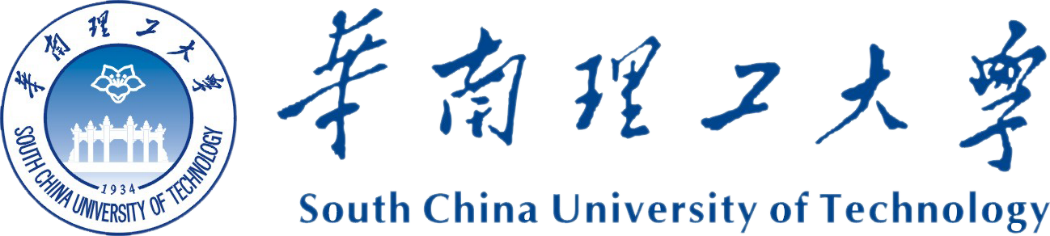 華南理工大學
SOUTH CHINA UNIVERSITY OF TECHNOLOGY
1934
華南理工大學
South China University of Technology